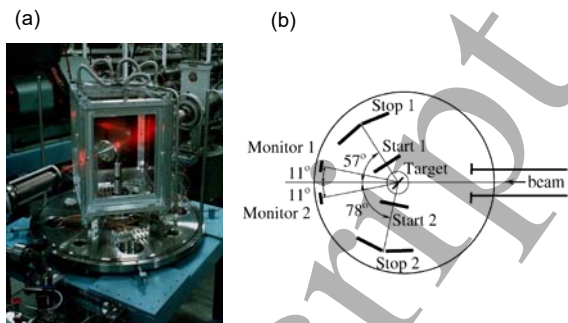 (a)
(b)
Stop 1
Monitor 1
Start 1
57°
11°
Target
beam
11°
Monitor 2
78°
Start 2
Stop 2